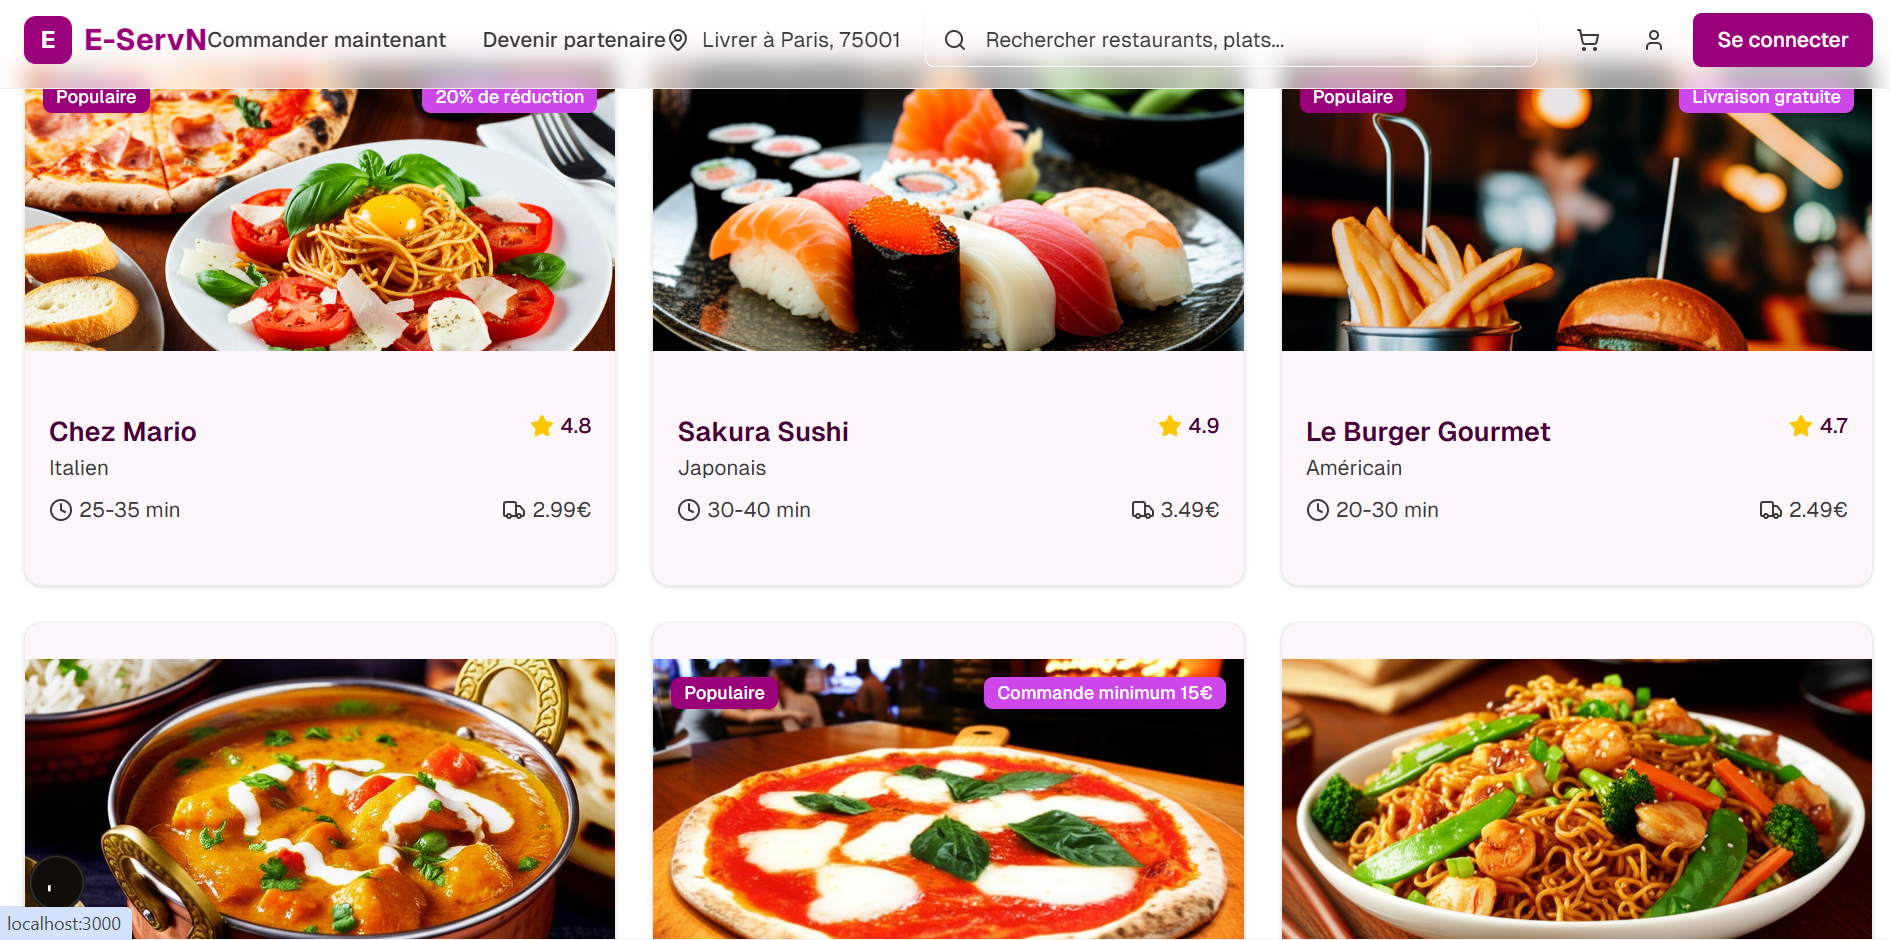 E E-ServN Commander maintenant Devenir partenaire Livrer à Paris, 75001 Rechercher restaurants, plats... Se connecter
Populaire 20% de réduction Populaire Livraison gratuite
Chez Mario 4.8 Sakura Sushi 4.9 Le Burger Gourmet 4.7
Italien Japonais Américain
25-35 min 2.99€ 30-40 min 3.49€ 20-30 min 2.49€
Populaire Commande minimum 15€
localhost:3000